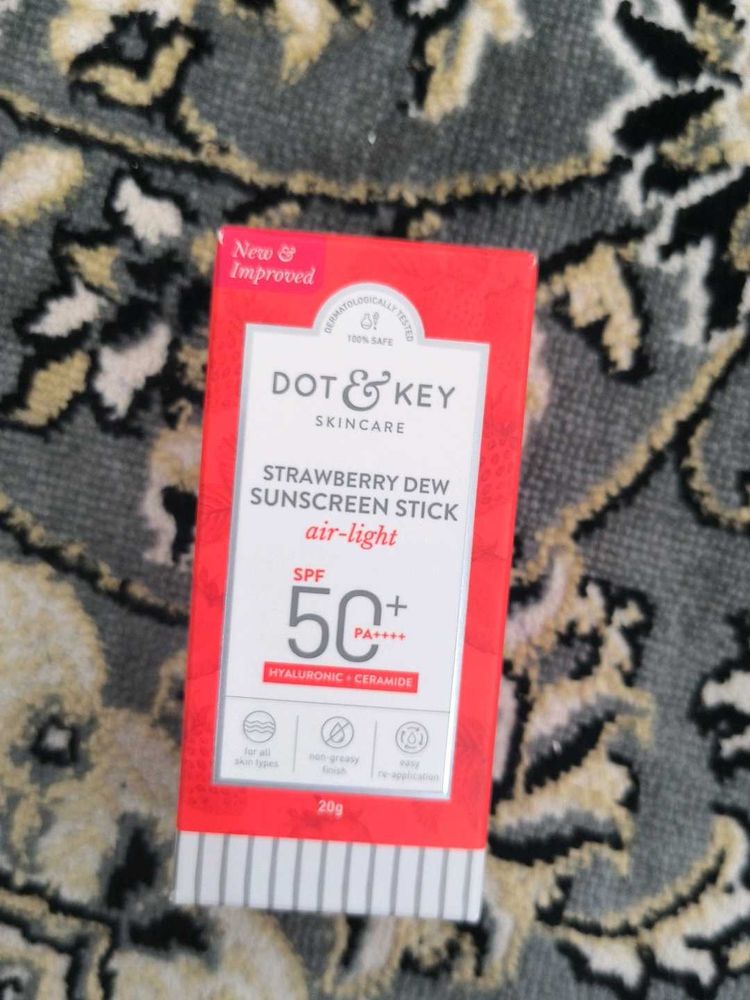 New &
Improved
DERMATOLOGICALLY TESTED
100% SAFE
DOT & KEY
SKINCARE
STRAWBERRY DEW
SUNSCREEN STICK
air-light
SPF
50+
PA++++
HYALURONIC + CERAMIDE
for all
skin types
non-greasy
finish
easy
re-application
20g